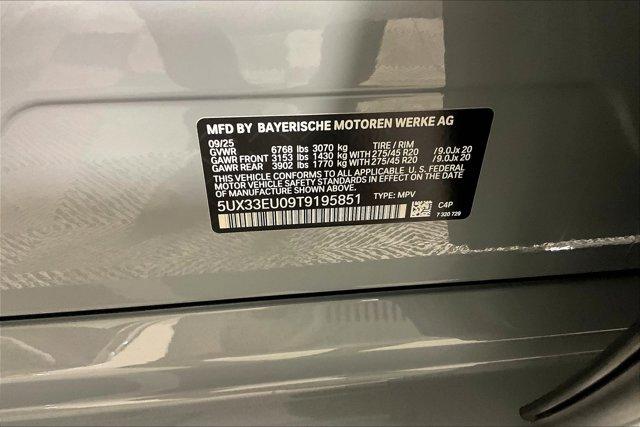 MFD BY BAYERISCHE MOTOREN WERKE AG
09/25 TIRE / RIM
GVWR 6768 lbs 3070 kg
GAWR FRONT 3153 lbs 1430 kg WITH 275/45 R20 / 9.0Jx 20
GAWR REAR 3902 lbs 1770 kg WITH 275/45 R20 / 9.0Jx 20
THIS VEHICLE CONFORMS TO ALL APPLICABLE U.S. FEDERAL
MOTOR VEHICLE SAFETY STANDARDS IN EFFECT ON THE
DATE OF MANUFACTURE SHOWN ABOVE.
5UX33EU09T9195851 TYPE: MPV
C4P
7 320 729